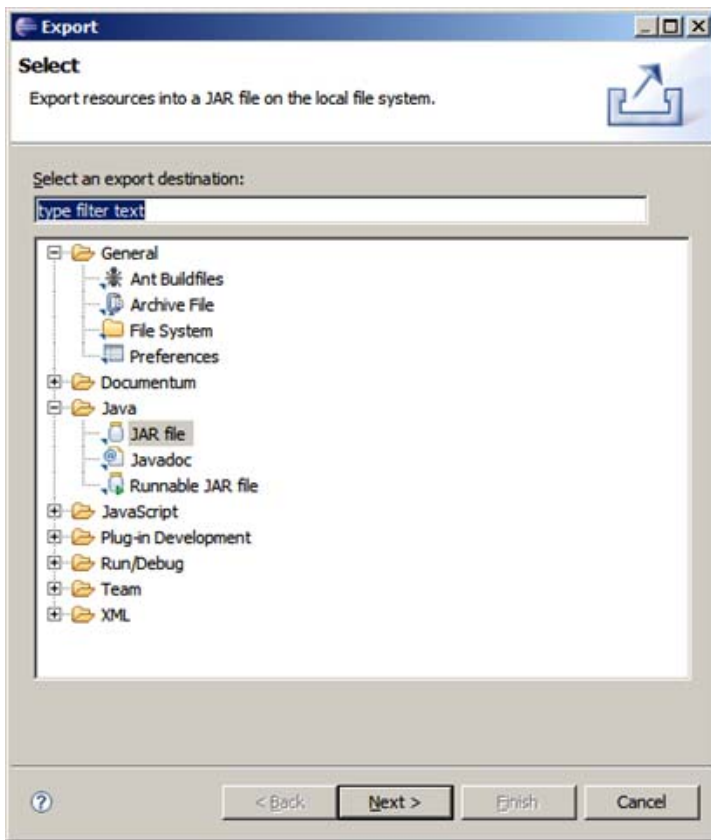 Export
Select
Export resources into a JAR file on the local file system.
Select an export destination:
type filter text
General
Ant Buildfiles
Archive File
File System
Preferences
Documentum
Java
JAR file
Javadoc
Runnable JAR file
JavaScript
Plug-in Development
Run/Debug
Team
XML
< Back
Next >
Finish
Cancel